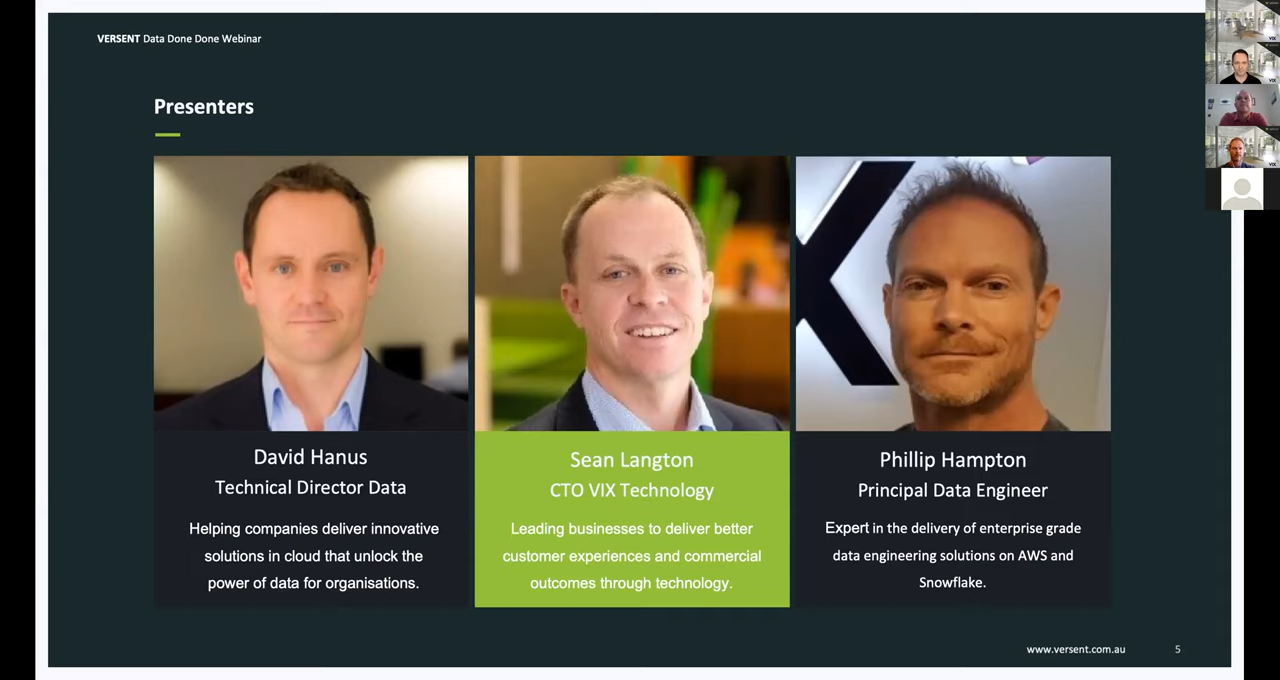 VERSENT Data Done Done Webinar
Presenters
David Hanus
Technical Director Data
Helping companies deliver innovative
solutions in cloud that unlock the
power of data for organisations.
Sean Langton
CTO VIX Technology
Leading businesses to deliver better
customer experiences and commercial
outcomes through technology.
Phillip Hampton
Principal Data Engineer
Expert in the delivery of enterprise grade
data engineering solutions on AWS and
Snowflake.
www.versent.com.au
5
VIX
VIX
VIX